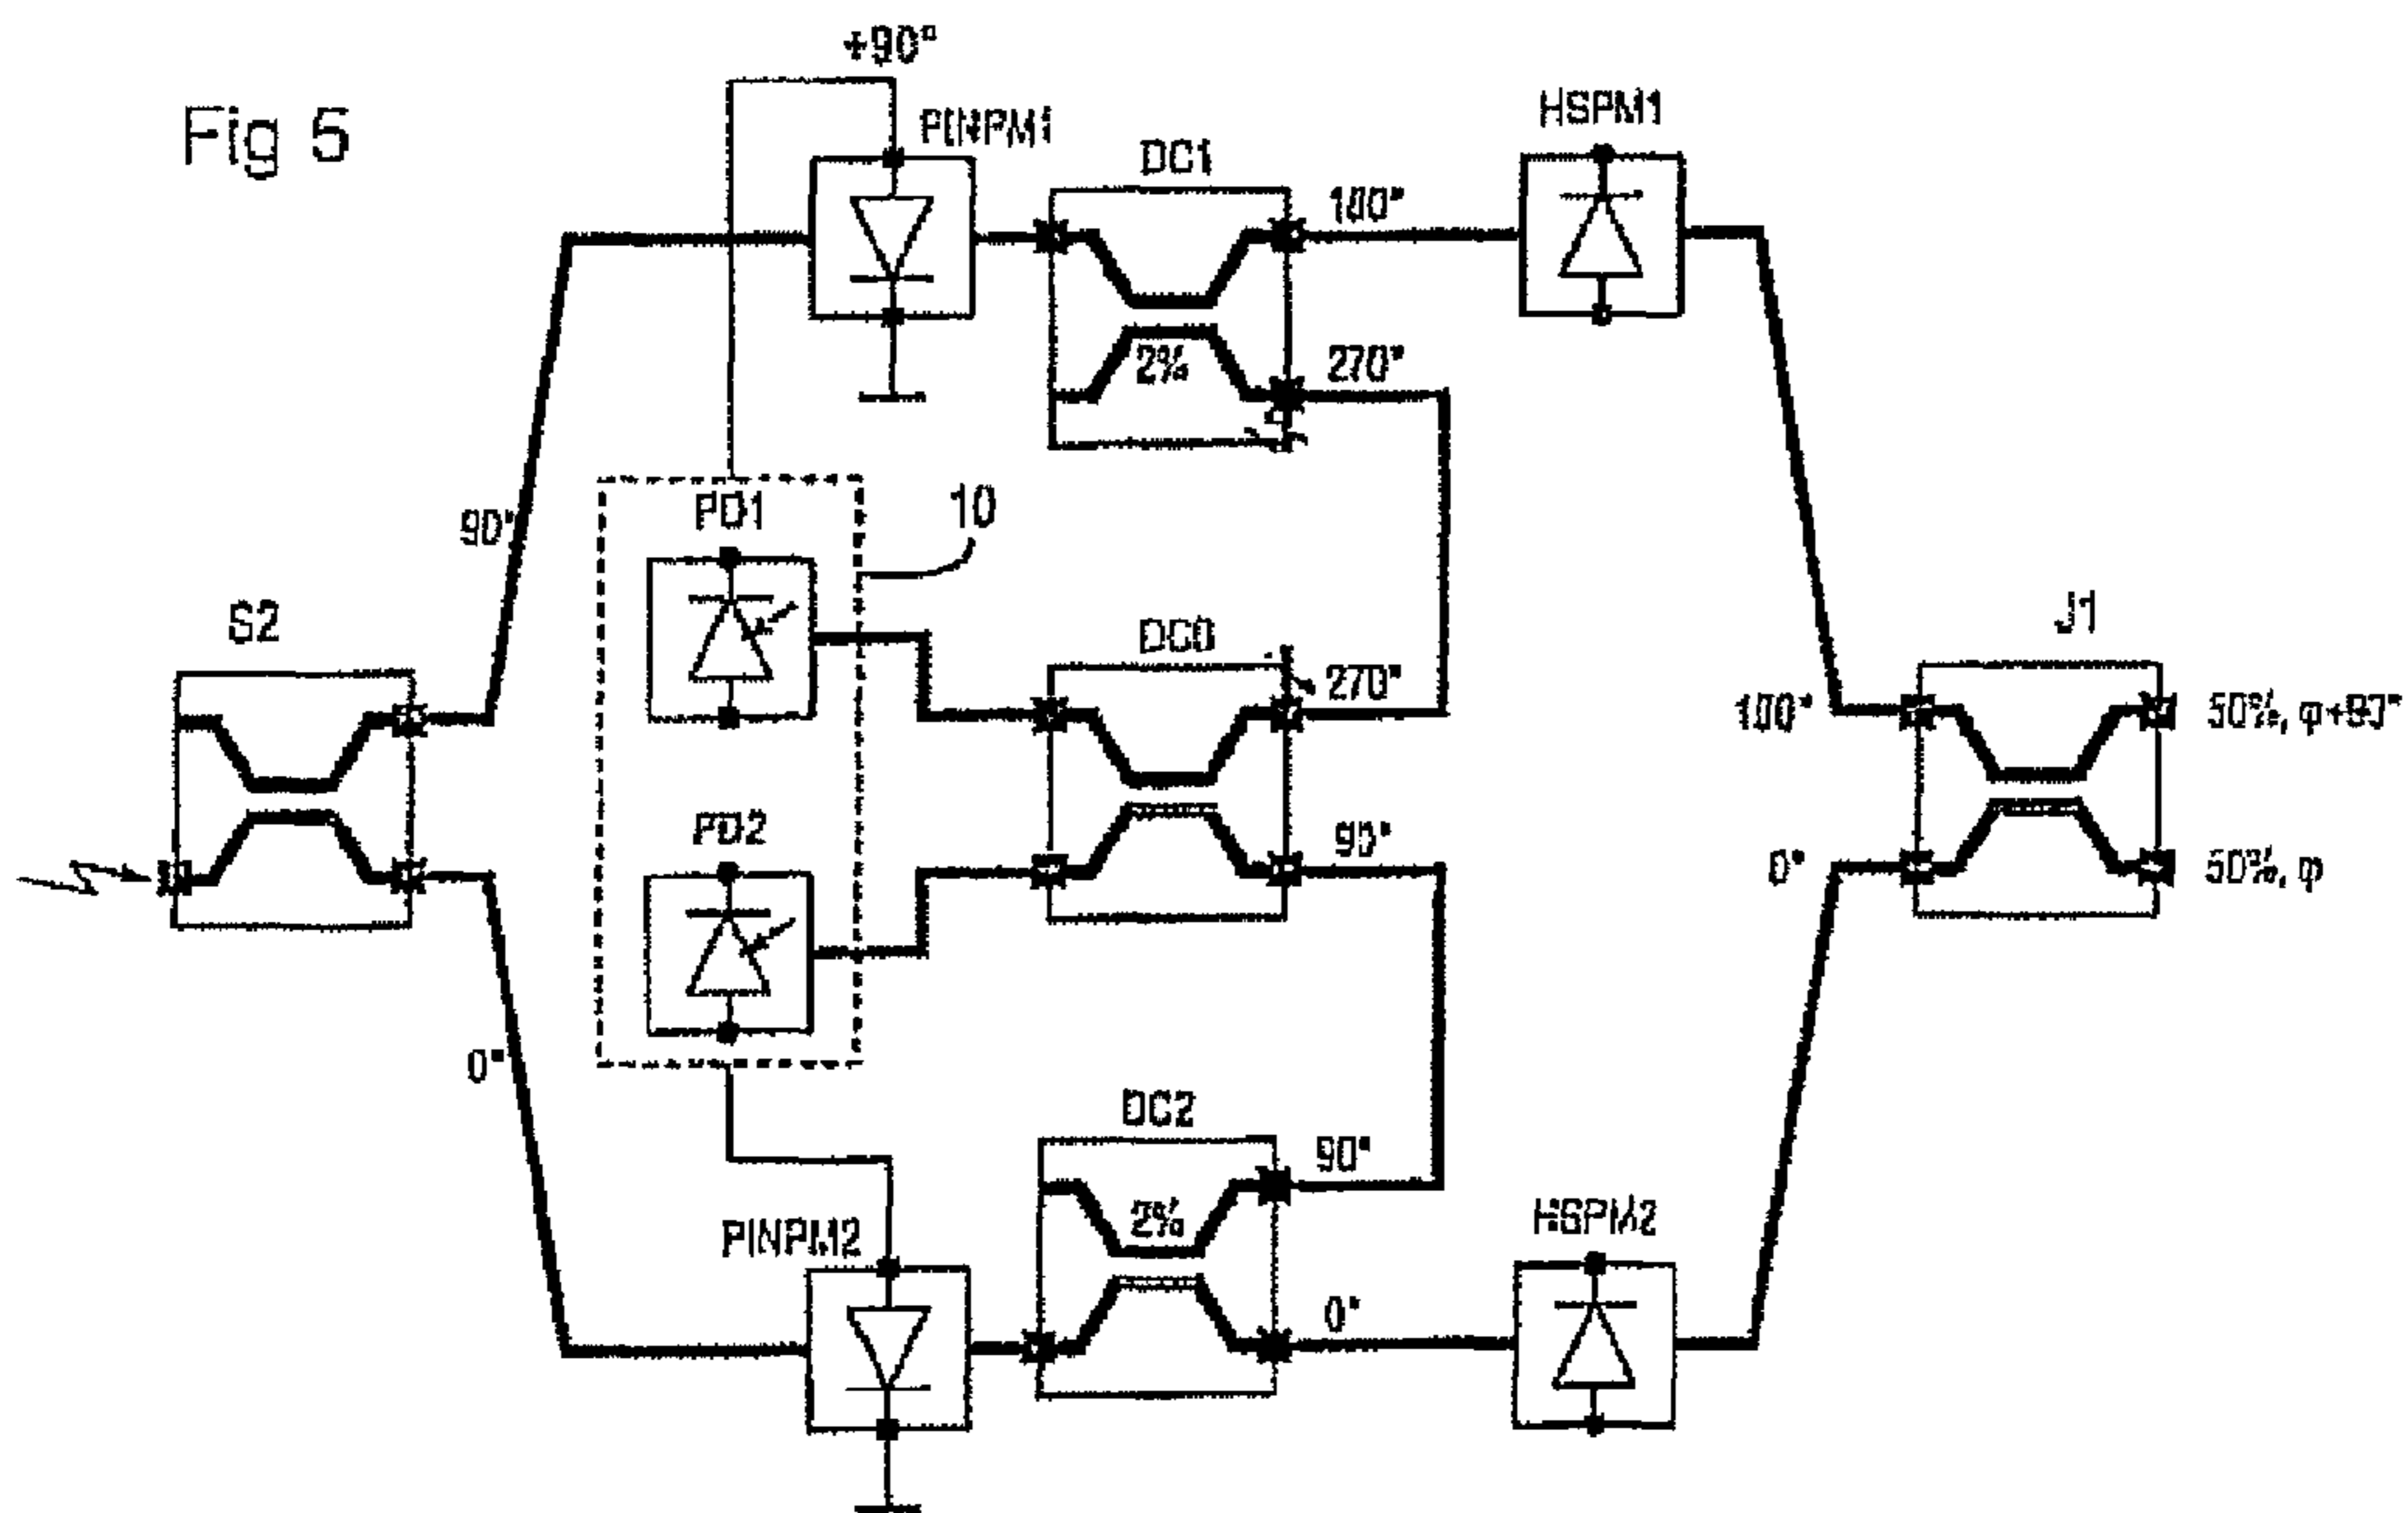 Fig 5
+90°
PINPM1
DC1
HSPM1
180°
2%
270°
90°
PD1
10
S2
DC0
J1
270°
180°
50%, φ+90°
PD2
90°
0°
50%, φ
0°
DC2
90°
PINPM2
2%
HSPM2
0°